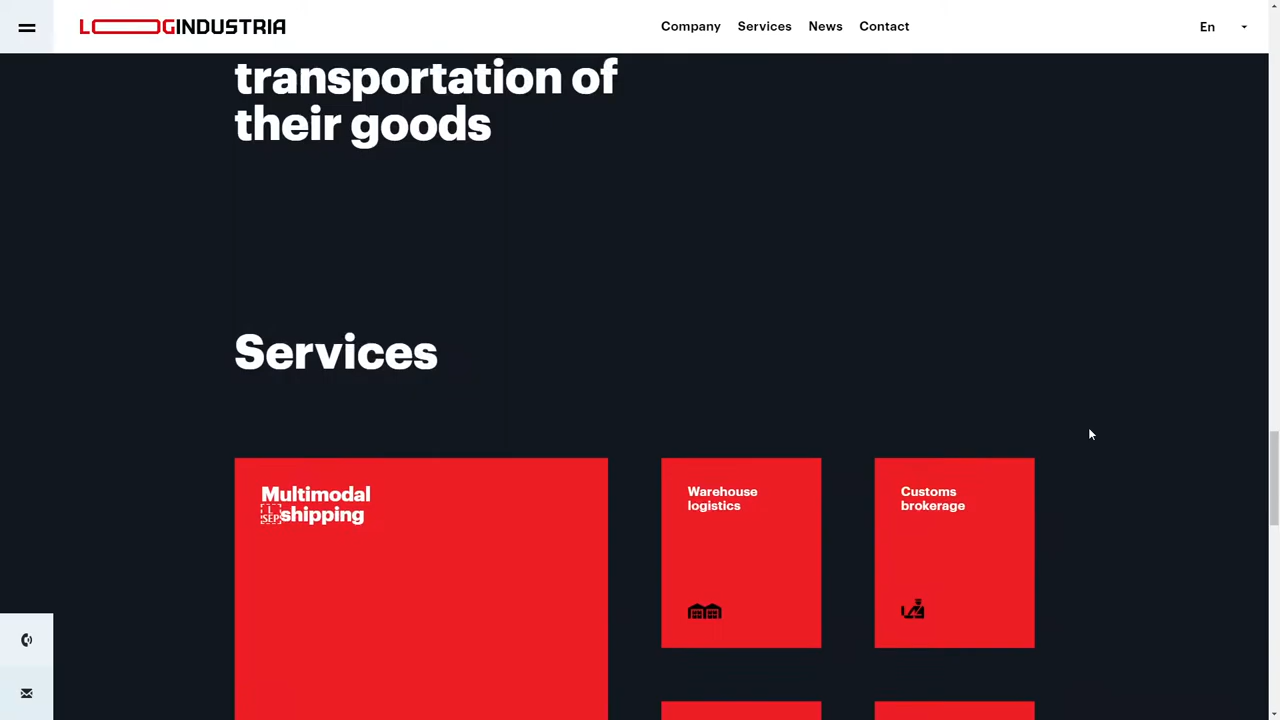 LOGINDUSTRIA
Company Services News Contact
En
transportation of
their goods
Services
Multimodal
shipping
Warehouse
logistics
Customs
brokerage